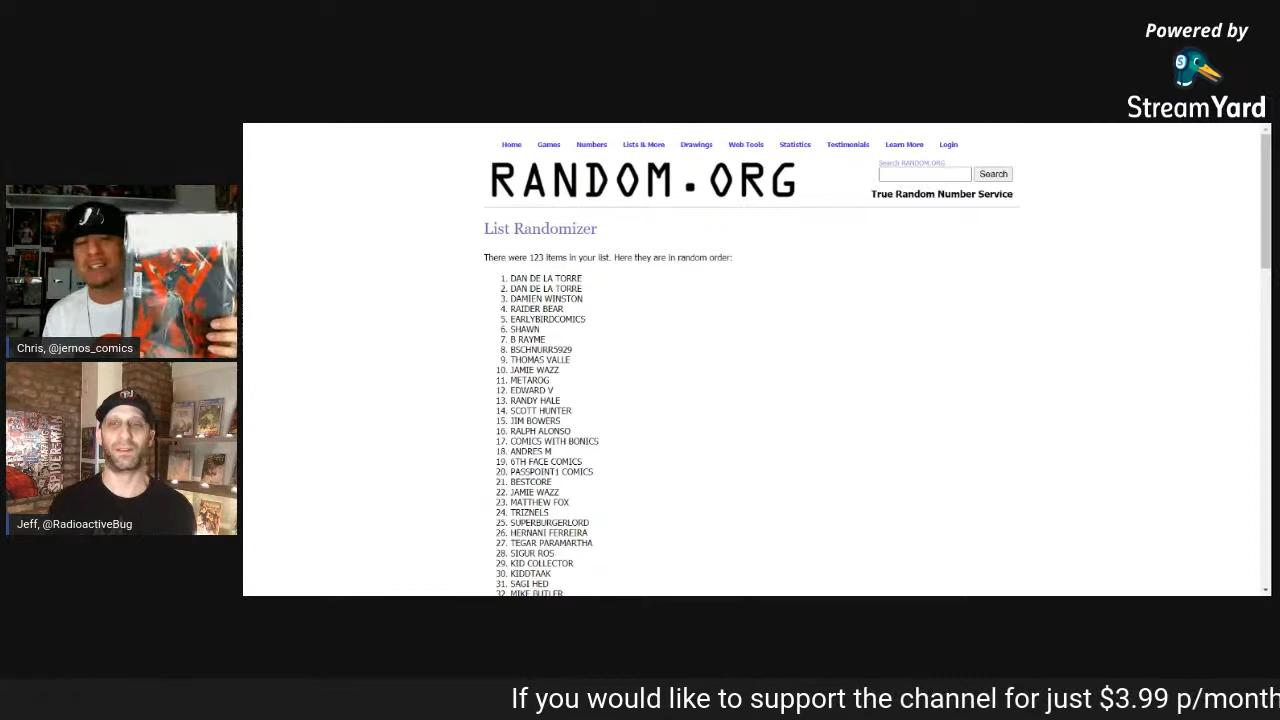 Powered by
StreamYard
Home Games Numbers Lists & More Drawings Web Tools Statistics Testimonials Learn More Login
RANDOM.ORG
Search RANDOM.ORG
Search
True Random Number Service
List Randomizer
There were 123 items in your list. Here they are in random order:
1. DAN DE LA TORRE
2. DAN DE LA TORRE
3. DAMIEN WINSTON
4. RAIDER BEAR
5. EARLYBIRDCOMICS
6. SHAWN
7. B RAYME
8. BSCHNURR5929
9. THOMAS VALLE
10. JAMIE WAZZ
11. METAROG
12. EDWARD V
13. RANDY HALE
14. SCOTT HUNTER
15. JIM BOWERS
16. RALPH ALONSO
17. COMICS WITH BONICS
18. ANDRES M
19. 6TH FACE COMICS
20. PASSPOINT1 COMICS
21. BESTCORE
22. JAMIE WAZZ
23. MATTHEW FOX
24. TRIZNELS
25. SUPERBURGERLORD
26. HERNANI FERREIRA
27. TEGAR PARAMARTHA
28. SIGUR ROS
29. KID COLLECTOR
30. KIDDTAAK
31. SAGI HED
32. MIKE BUTLER
Chris, @jernos_comics
Jeff, @RadioactiveBug
If you would like to support the channel for just $3.99 p/month